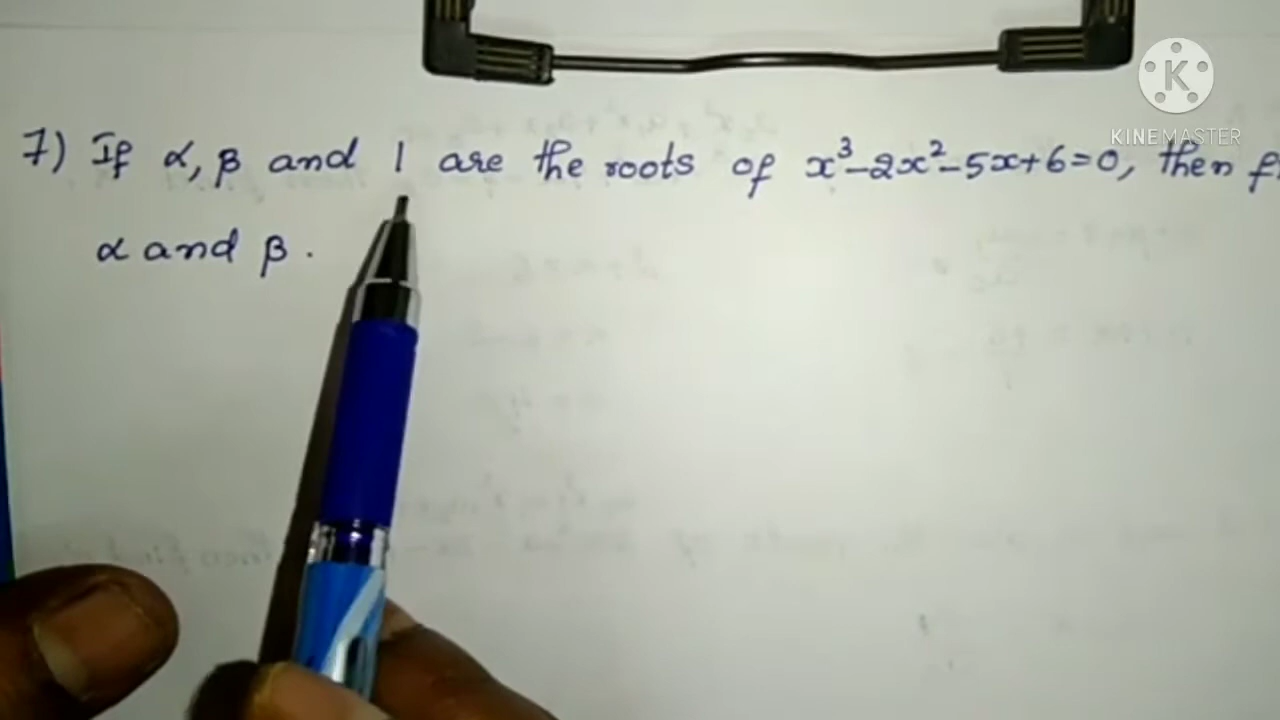 KINEMASTER
7) If α, β and 1 are the roots of x³-2x²-5x+6=0, then
α and β.